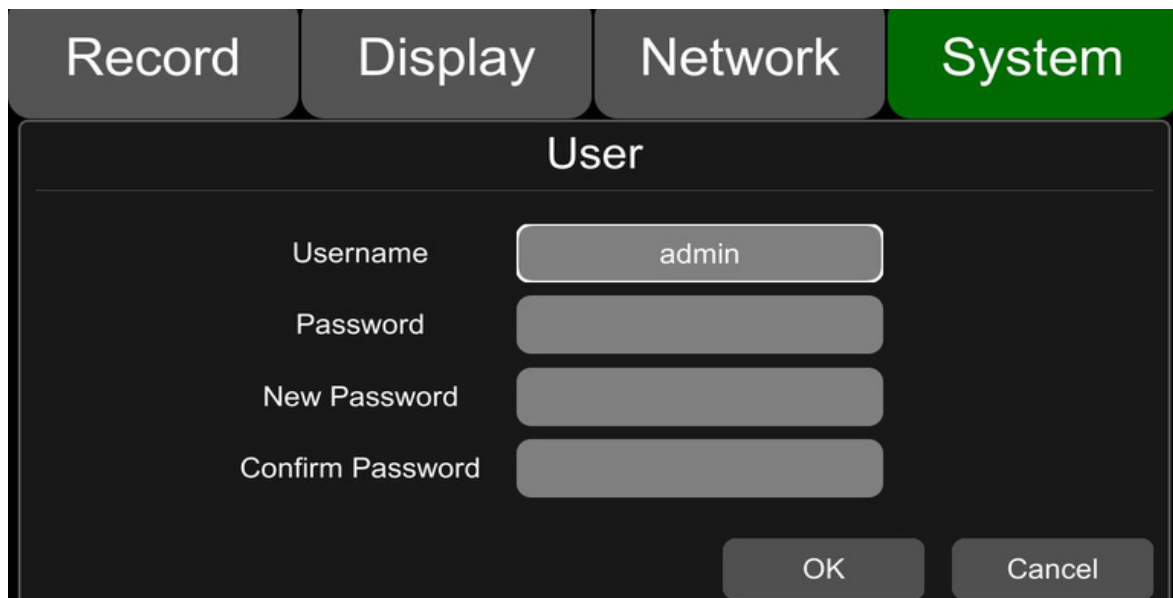 Record Display Network System
User
Username admin
Password
New Password
Confirm Password
OK Cancel